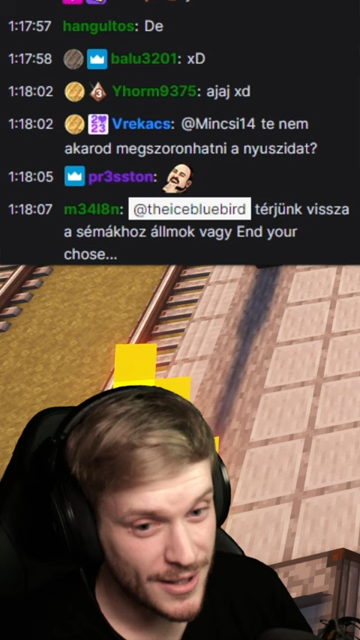 1:17:57 hangultos: De
1:17:58 balu3201: xD
1:18:02 Yhorm9375: ajaj xd
1:18:02 Vrekacs: @Mincsi14 te nem
akarod megszoronhatni a nyuszidat?
1:18:05 pr3sston:
1:18:07 m34l8n: @theicebluebird térjünk vissza
a sémákhoz állmok vagy End your
chose...